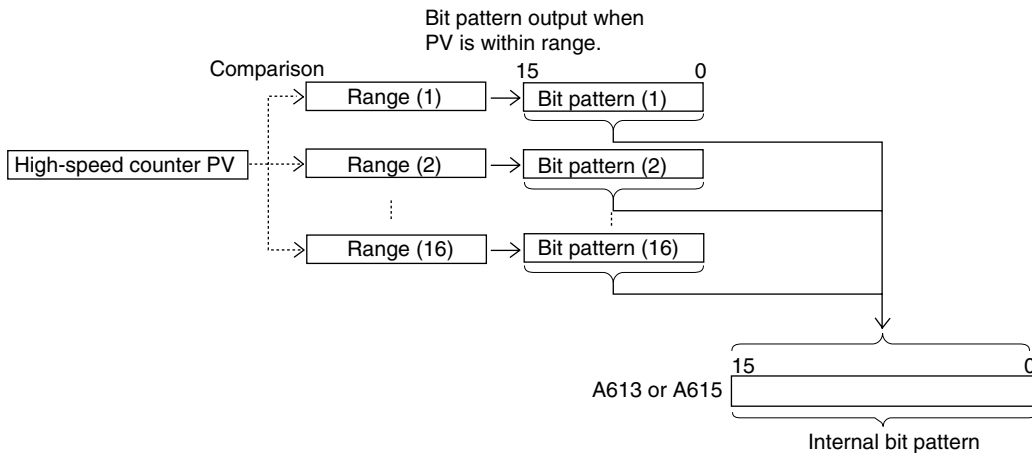 Bit pattern output when
PV is within range.
Comparison
15 0
Range (1)
Bit pattern (1)
High-speed counter PV
Range (2)
Bit pattern (2)
Range (16)
Bit pattern (16)
15 0
A613 or A615
Internal bit pattern